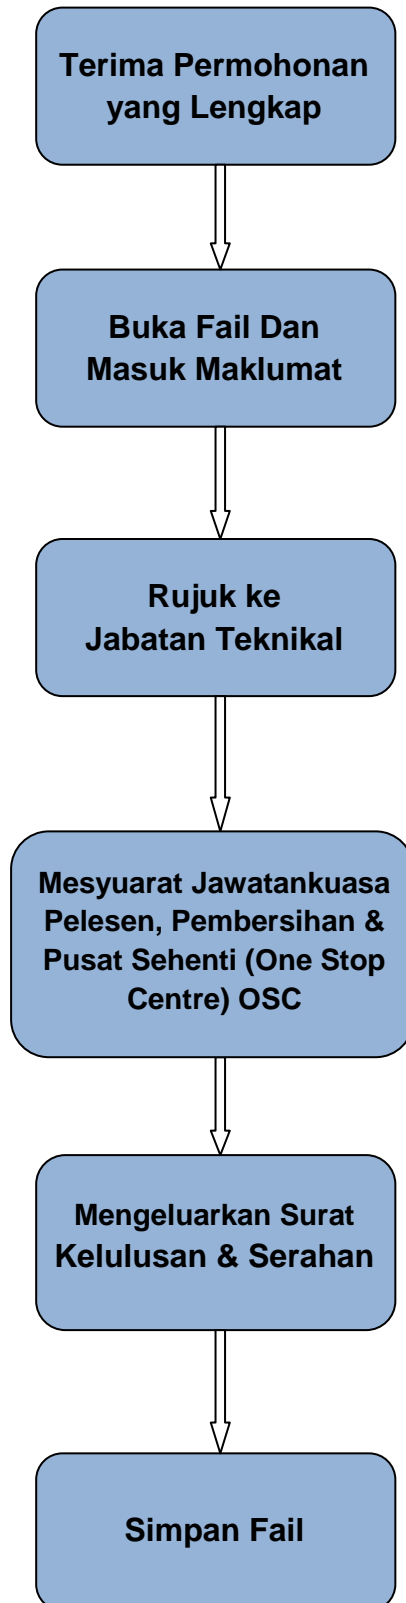 Terima Permohonan
yang Lengkap
Buka Fail Dan
Masuk Maklumat
Rujuk ke
Jabatan Teknikal
Mesyuarat Jawatankuasa
Pelesen, Pembersihan &
Pusat Sehenti (One Stop
Centre) OSC
Mengeluarkan Surat
Kelulusan & Serahan
Simpan Fail